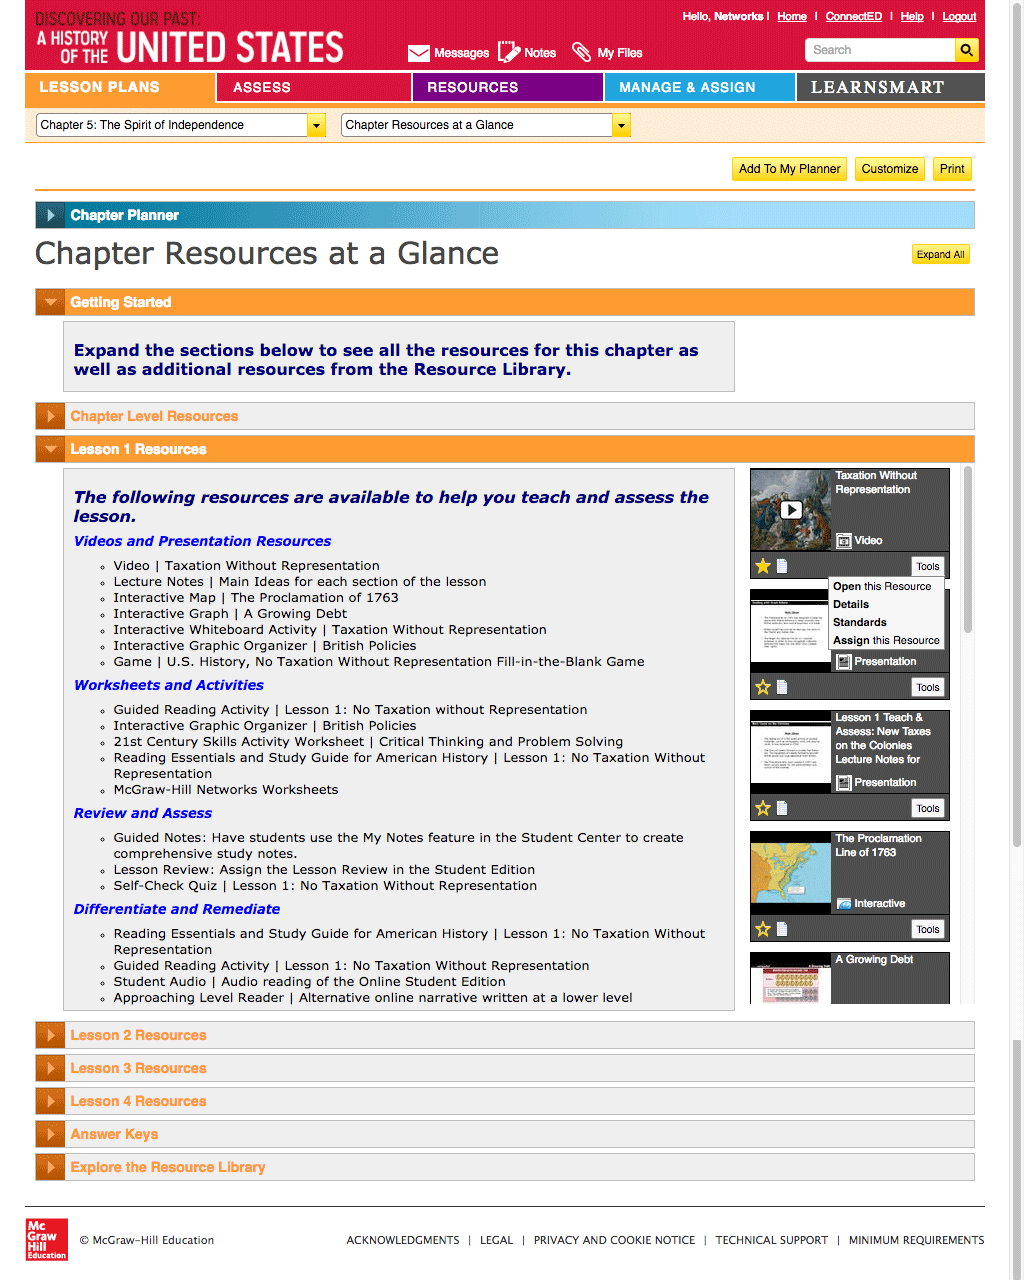 DISCOVERING OUR PAST:
A HISTORY OF THE UNITED STATES
Hello, Networks | Home | ConnectED | Help | Logout
Messages Notes My Files
Search
LESSON PLANS ASSESS RESOURCES MANAGE & ASSIGN LEARNSMART
Chapter 5: The Spirit of Independence Chapter Resources at a Glance
Add To My Planner Customize Print
Chapter Planner
Chapter Resources at a Glance
Expand All
Getting Started
Expand the sections below to see all the resources for this chapter as
well as additional resources from the Resource Library.
Chapter Level Resources
Lesson 1 Resources
The following resources are available to help you teach and assess the
lesson.
Videos and Presentation Resources
Video | Taxation Without Representation
Lecture Notes | Main Ideas for each section of the lesson
Interactive Map | The Proclamation of 1763
Interactive Graph | A Growing Debt
Interactive Whiteboard Activity | Taxation Without Representation
Interactive Graphic Organizer | British Policies
Game | U.S. History, No Taxation Without Representation Fill-in-the-Blank Game
Worksheets and Activities
Guided Reading Activity | Lesson 1: No Taxation without Representation
Interactive Graphic Organizer | British Policies
21st Century Skills Activity Worksheet | Critical Thinking and Problem Solving
Reading Essentials and Study Guide for American History | Lesson 1: No Taxation Without
Representation
McGraw-Hill Networks Worksheets
Review and Assess
Guided Notes: Have students use the My Notes feature in the Student Center to create
comprehensive study notes.
Lesson Review: Assign the Lesson Review in the Student Edition
Self-Check Quiz | Lesson 1: No Taxation Without Representation
Differentiate and Remediate
Reading Essentials and Study Guide for American History | Lesson 1: No Taxation Without
Representation
Guided Reading Activity | Lesson 1: No Taxation Without Representation
Student Audio | Audio reading of the Online Student Edition
Approaching Level Reader | Alternative online narrative written at a lower level
Taxation Without
Representation
Video
Tools
Open this Resource
Details
Standards
Assign this Resource
Presentation
Tools
Lesson 1 Teach &
Assess: New Taxes
on the Colonies
Lecture Notes for
Presentation
Tools
The Proclamation
Line of 1763
Interactive
Tools
A Growing Debt
Lesson 2 Resources
Lesson 3 Resources
Lesson 4 Resources
Answer Keys
Explore the Resource Library
Mc
Graw
Hill
Education
© McGraw-Hill Education
ACKNOWLEDGMENTS | LEGAL | PRIVACY AND COOKIE NOTICE | TECHNICAL SUPPORT | MINIMUM REQUIREMENTS